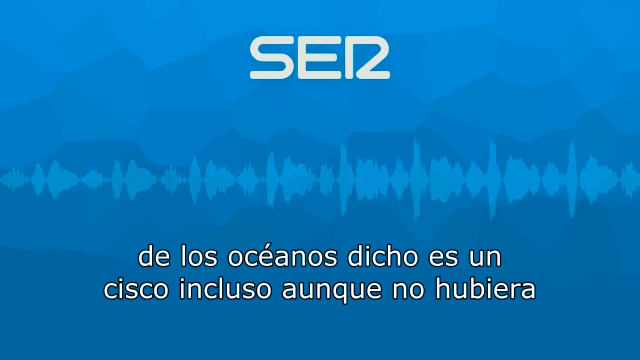 SER
de los océanos dicho es un
cisco incluso aunque no hubiera